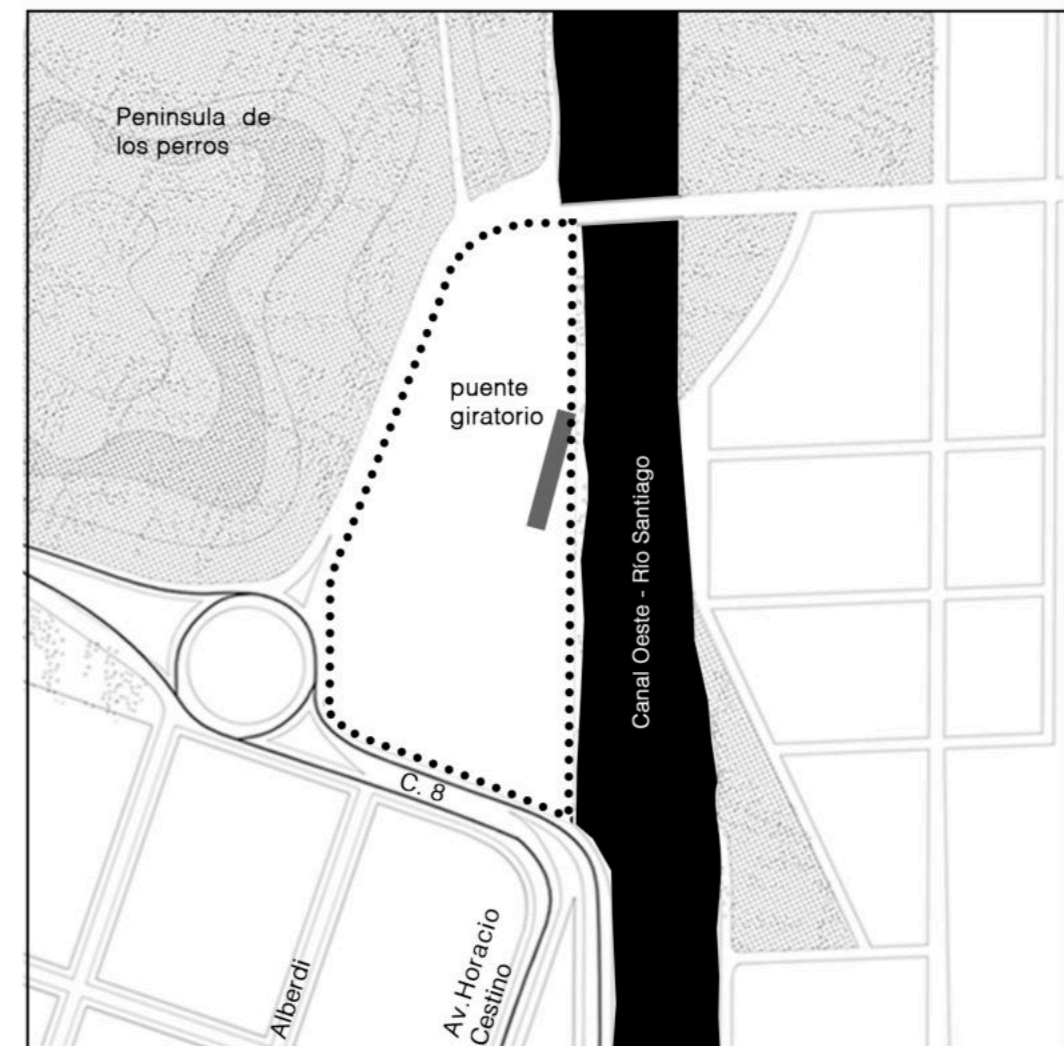 Peninsula de
los perros
puente
giratorio
Canal Oeste - Río Santiago
C. 8
Av.Horacio
Cestino
Alberdi